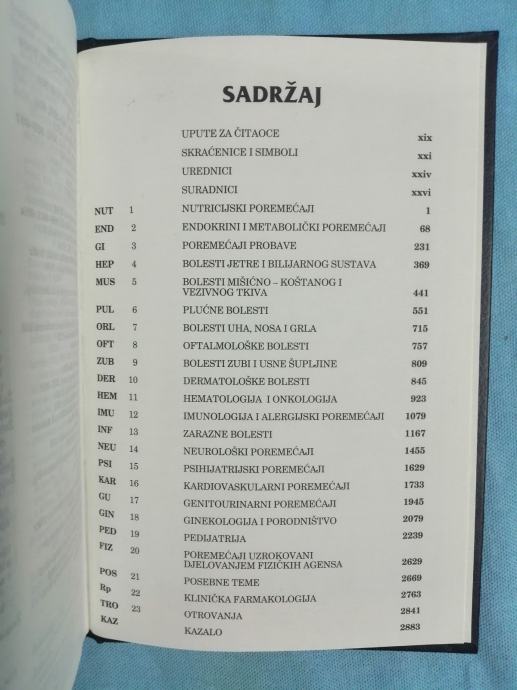 SADRŽAJ
UPUTE ZA ČITAOCE xix
SKRAĆENICE I SIMBOLI xxi
UREDNICI xxiv
SURADNICI xxvi
NUT 1 NUTRICIJSKI POREMEĆAJI 1
END 2 ENDOKRINI I METABOLIČKI POREMEĆAJI 68
GI 3 POREMEĆAJI PROBAVE 231
HEP 4 BOLESTI JETRE I BILIJARNOG SUSTAVA 369
MUS 5 BOLESTI MIŠIĆNO – KOŠTANOG I
VEZIVNOG TKIVA 441
PUL 6 PLUĆNE BOLESTI 551
ORL 7 BOLESTI UHA, NOSA I GRLA 715
OFT 8 OFTALMOLOŠKE BOLESTI 757
ZUB 9 BOLESTI ZUBI I USNE ŠUPLJINE 809
DER 10 DERMATOLOŠKE BOLESTI 845
HEM 11 HEMATOLOGIJA I ONKOLOGIJA 923
IMU 12 IMUNOLOGIJA I ALERGIJSKI POREMEĆAJI 1079
INF 13 ZARAZNE BOLESTI 1167
NEU 14 NEUROLOŠKI POREMEĆAJI 1455
PSI 15 PSIHIJATRIJSKI POREMEĆAJI 1629
KAR 16 KARDIOVASKULARNI POREMEĆAJI 1733
GU 17 GENITOURINARNI POREMEĆAJI 1945
GIN 18 GINEKOLOGIJA I PORODNIŠTVO 2079
PED 19 PEDIJATRIJA 2239
FIZ 20 POREMEĆAJI UZROKOVANI
DJELOVANJEM FIZIČKIH AGENSA 2629
POS 21 POSEBNE TEME 2669
Rp 22 KLINIČKA FARMAKOLOGIJA 2763
TRO 23 OTROVANJA 2841
KAZ KAZALO 2883